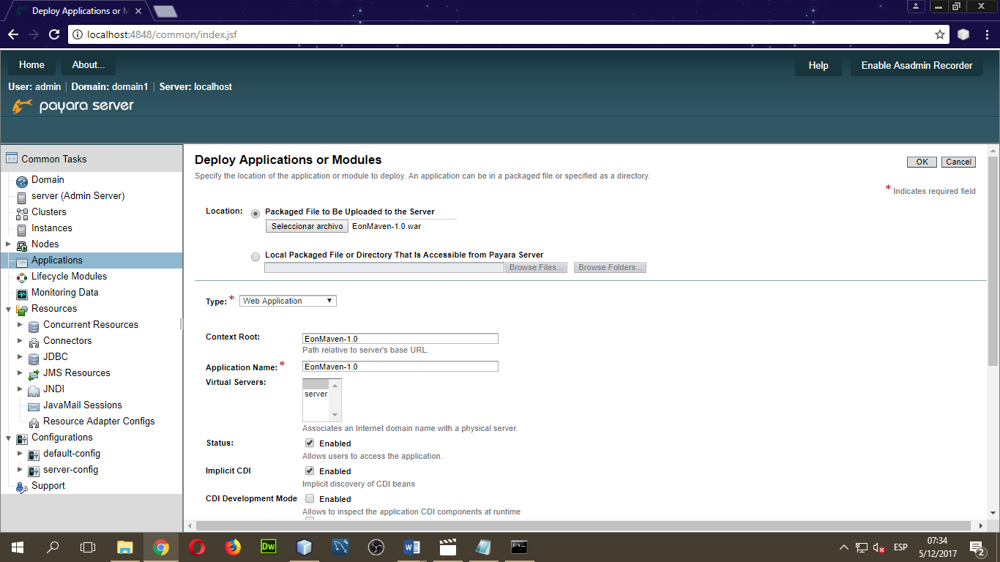 Deploy Applications or M
localhost:4848/common/index.jsf
Home About... Help Enable Asadmin Recorder
User: admin | Domain: domain1 | Server: localhost
payara server
Common Tasks
Domain
server (Admin Server)
Clusters
Instances
Nodes
Applications
Lifecycle Modules
Monitoring Data
Resources
Concurrent Resources
Connectors
JDBC
JMS Resources
JNDI
JavaMail Sessions
Resource Adapter Configs
Configurations
default-config
server-config
Support
Deploy Applications or Modules
OK Cancel
Specify the location of the application or module to deploy. An application can be in a packaged file or specified as a directory.
* Indicates required field
Location: Packaged File to Be Uploaded to the Server
Seleccionar archivo EonMaven-1.0.war
Local Packaged File or Directory That Is Accessible from Payara Server
Browse Files... Browse Folders...
Type: * Web Application
Context Root: EonMaven-1.0
Path relative to server's base URL.
Application Name: * EonMaven-1.0
Virtual Servers:
server
Associates an Internet domain name with a physical server.
Status: Enabled
Allows users to access the application.
Implicit CDI Enabled
Implicit discovery of CDI beans
CDI Development Mode Enabled
Allows to inspect the application CDI components at runtime
Dw
W
ESP
07:34
5/12/2017
2